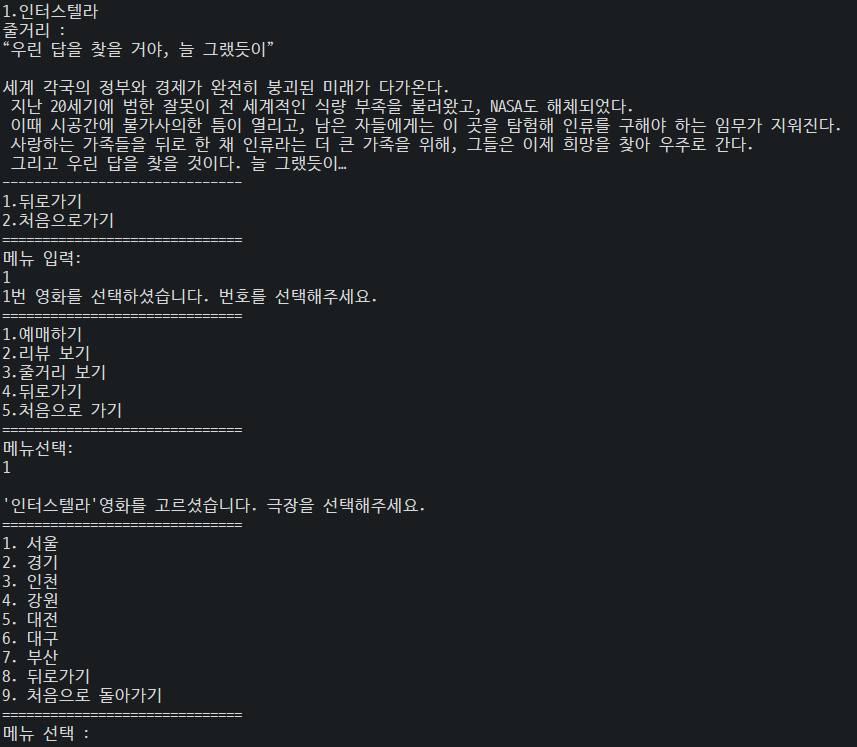 1.인터스텔라
줄거리 :
“우린 답을 찾을 거야, 늘 그랬듯이”
세계 각국의 정부와 경제가 완전히 붕괴된 미래가 다가온다.
지난 20세기에 범한 잘못이 전 세계적인 식량 부족을 불러왔고, NASA도 해체되었다.
이때 시공간에 불가사의한 틈이 열리고, 남은 자들에게는 이 곳을 탐험해 인류를 구해야 하는 임무가 지워진다.
사랑하는 가족들을 뒤로 한 채 인류라는 더 큰 가족을 위해, 그들은 이제 희망을 찾아 우주로 간다.
그리고 우린 답을 찾을 것이다. 늘 그랬듯이…
------------------------------
1.뒤로가기
2.처음으로가기
==============================
메뉴 입력:
1
1번 영화를 선택하셨습니다. 번호를 선택해주세요.
==============================
1.예매하기
2.리뷰 보기
3.줄거리 보기
4.뒤로가기
5.처음으로 가기
==============================
메뉴선택:
1
'인터스텔라'영화를 고르셨습니다. 극장을 선택해주세요.
==============================
1. 서울
2. 경기
3. 인천
4. 강원
5. 대전
6. 대구
7. 부산
8. 뒤로가기
9. 처음으로 돌아가기
==============================
메뉴 선택 :